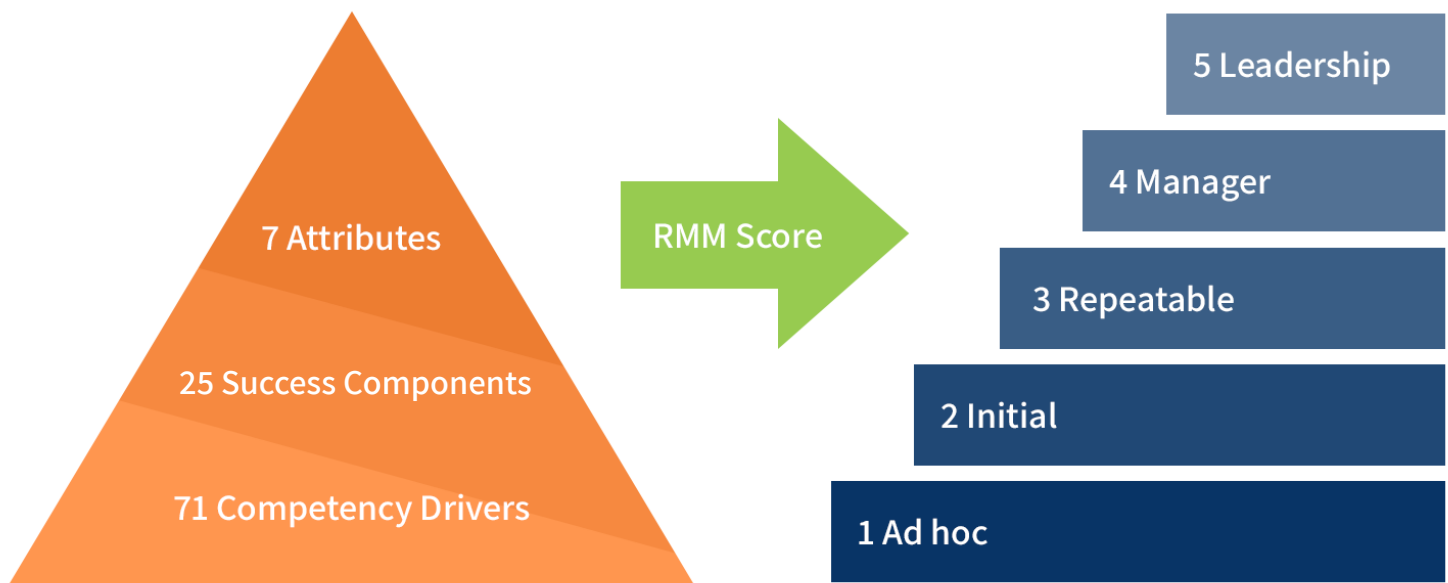 7 Attributes
25 Success Components
71 Competency Drivers
RMM Score
5 Leadership
4 Manager
3 Repeatable
2 Initial
1 Ad hoc